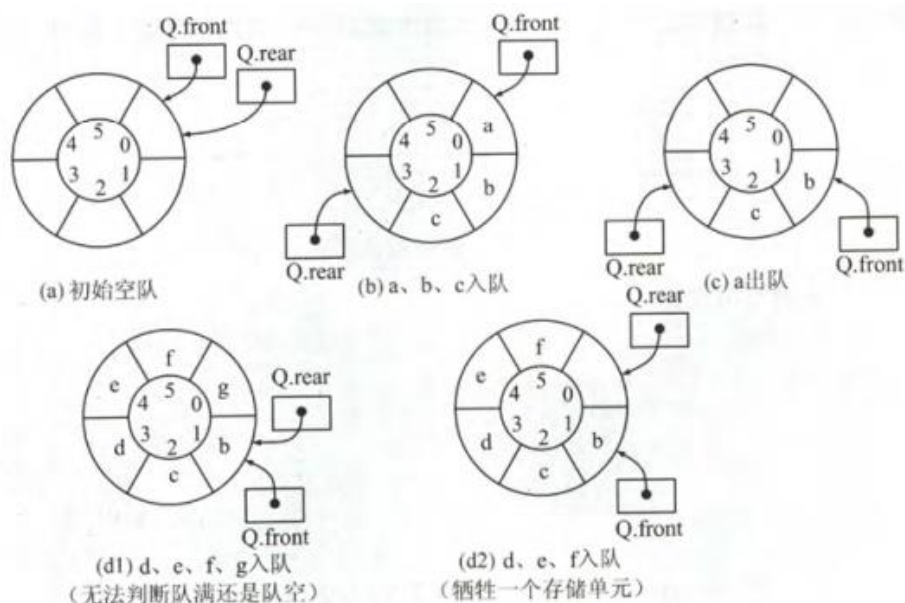 Q.front
Q.rear
5
4 0
3 1
2
(a) 初始空队
Q.front
a
5
4 0
3 1
2
b
c
Q.rear
(b) a、b、c入队
5
4 0
3 1
2
b
c
Q.rear
Q.front
(c) a出队
f
e g
5
4 0
3 1
2
d b
c
Q.rear
Q.front
(d1) d、e、f、g入队
（无法判断队满还是队空）
Q.rear
f
e
5
4 0
3 1
2
d b
c
Q.front
(d2) d、e、f入队
（牺牲一个存储单元）